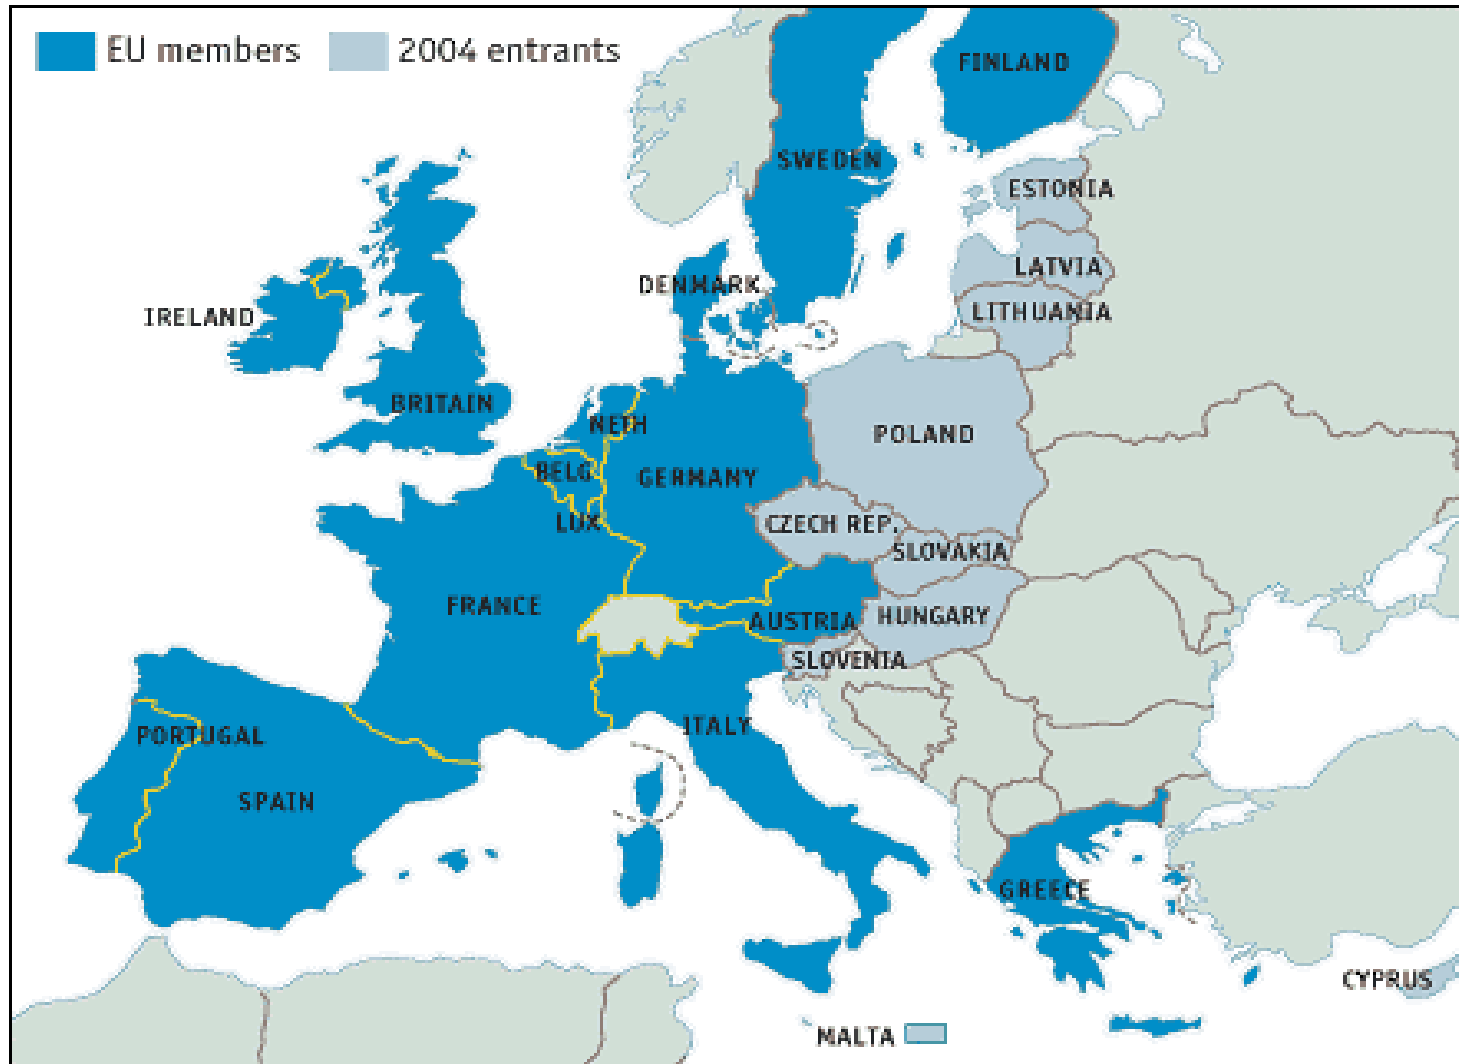 EU members
2004 entrants
FINLAND
SWEDEN
ESTONIA
LATVIA
LITHUANIA
DENMARK
IRELAND
BRITAIN
NETH
BELG
LUX
GERMANY
POLAND
CZECH REP.
SLOVAKIA
FRANCE
AUSTRIA
HUNGARY
SLOVENIA
ITALY
PORTUGAL
SPAIN
GREECE
CYPRUS
MALTA